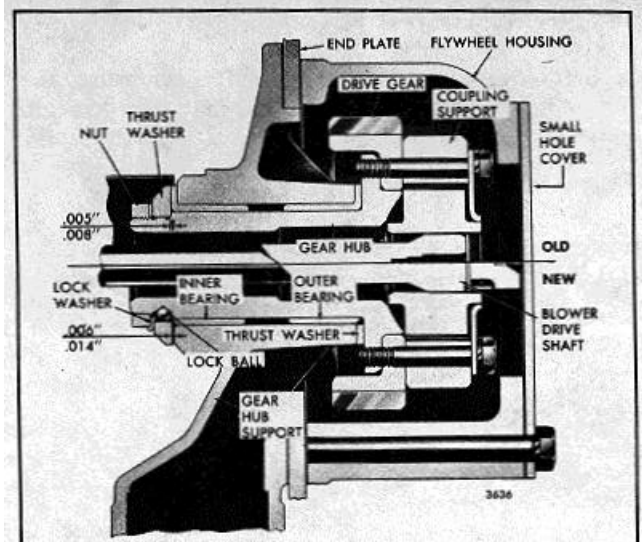 END PLATE
FLYWHEEL HOUSING
DRIVE GEAR
COUPLING
SUPPORT
THRUST
WASHER
NUT
SMALL
HOLE
COVER
.005"
.008"
GEAR HUB
OLD
NEW
INNER
BEARING
OUTER
BEARING
LOCK
WASHER
BLOWER
DRIVE
SHAFT
.006"
.014"
THRUST WASHER
LOCK BALL
GEAR
HUB
SUPPORT
3636